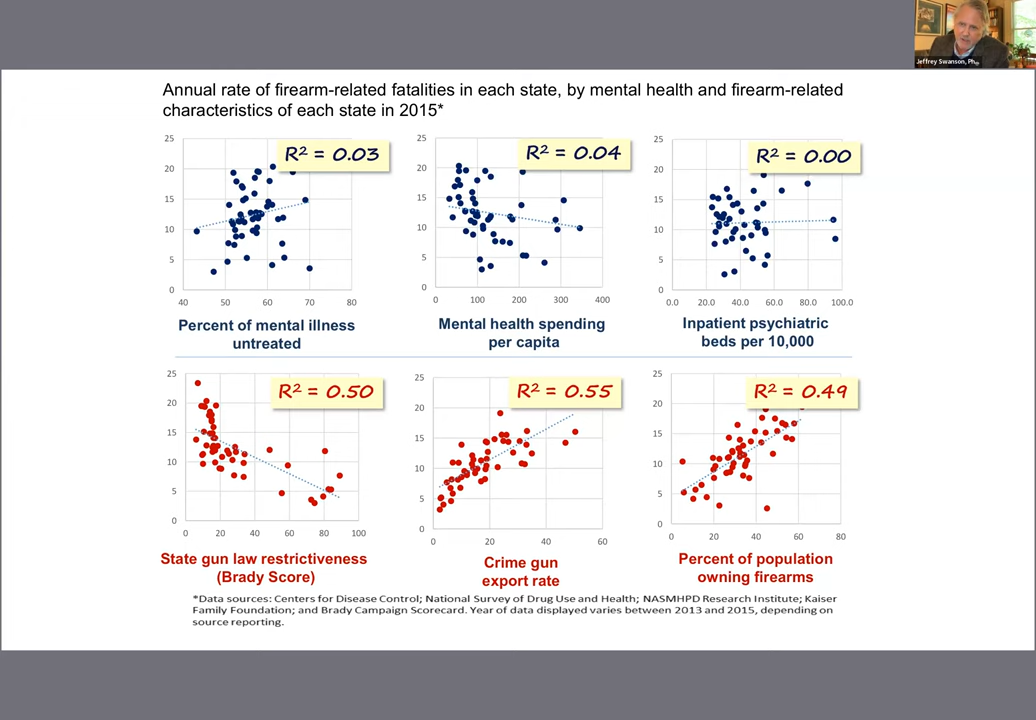 Jeffrey Swanson, Ph...
Annual rate of firearm-related fatalities in each state, by mental health and firearm-related
characteristics of each state in 2015*
R² = 0.03
25
20
15
10
5
0
40 50 60 70 80
Percent of mental illness
untreated
R² = 0.04
25
20
15
10
5
0
0 100 200 300 400
Mental health spending
per capita
R² = 0.00
25
20
15
10
5
0
0.0 20.0 40.0 60.0 80.0 100.0
Inpatient psychiatric
beds per 10,000
R² = 0.50
25
20
15
10
5
0
0 20 40 60 80 100
State gun law restrictiveness
(Brady Score)
R² = 0.55
25
20
15
10
5
0
0 20 40 60
Crime gun
export rate
R² = 0.49
25
20
15
10
5
0
0 20 40 60 80
Percent of population
owning firearms
*Data sources: Centers for Disease Control; National Survey of Drug Use and Health; NASMHPD Research Institute; Kaiser
Family Foundation; and Brady Campaign Scorecard. Year of data displayed varies between 2013 and 2015, depending on
source reporting.